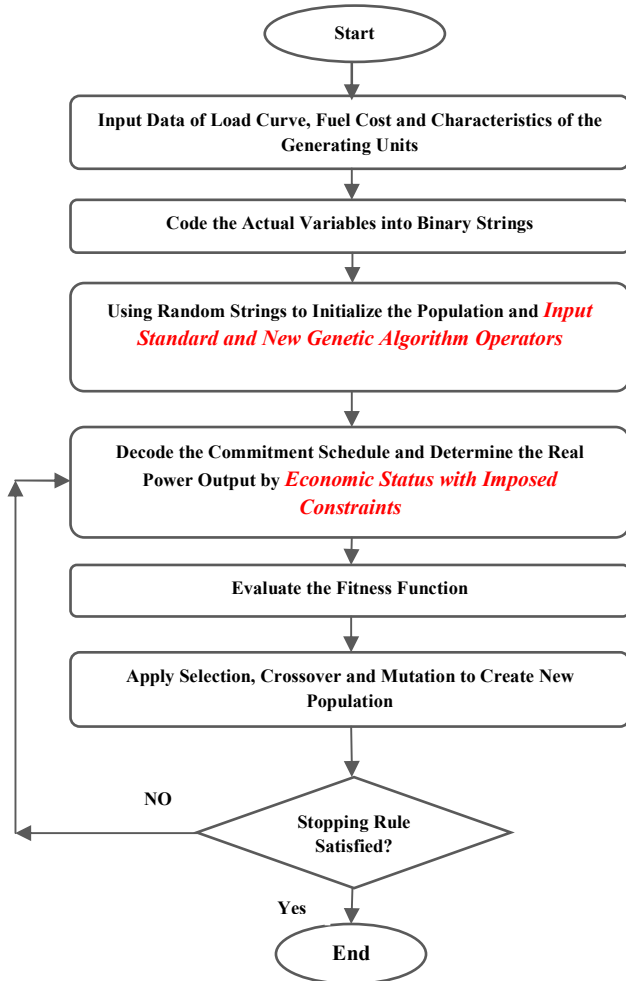 Start
Input Data of Load Curve, Fuel Cost and Characteristics of the
Generating Units
Code the Actual Variables into Binary Strings
Using Random Strings to Initialize the Population and Input
Standard and New Genetic Algorithm Operators
Decode the Commitment Schedule and Determine the Real
Power Output by Economic Status with Imposed
Constraints
Evaluate the Fitness Function
Apply Selection, Crossover and Mutation to Create New
Population
NO
Stopping Rule
Satisfied?
Yes
End